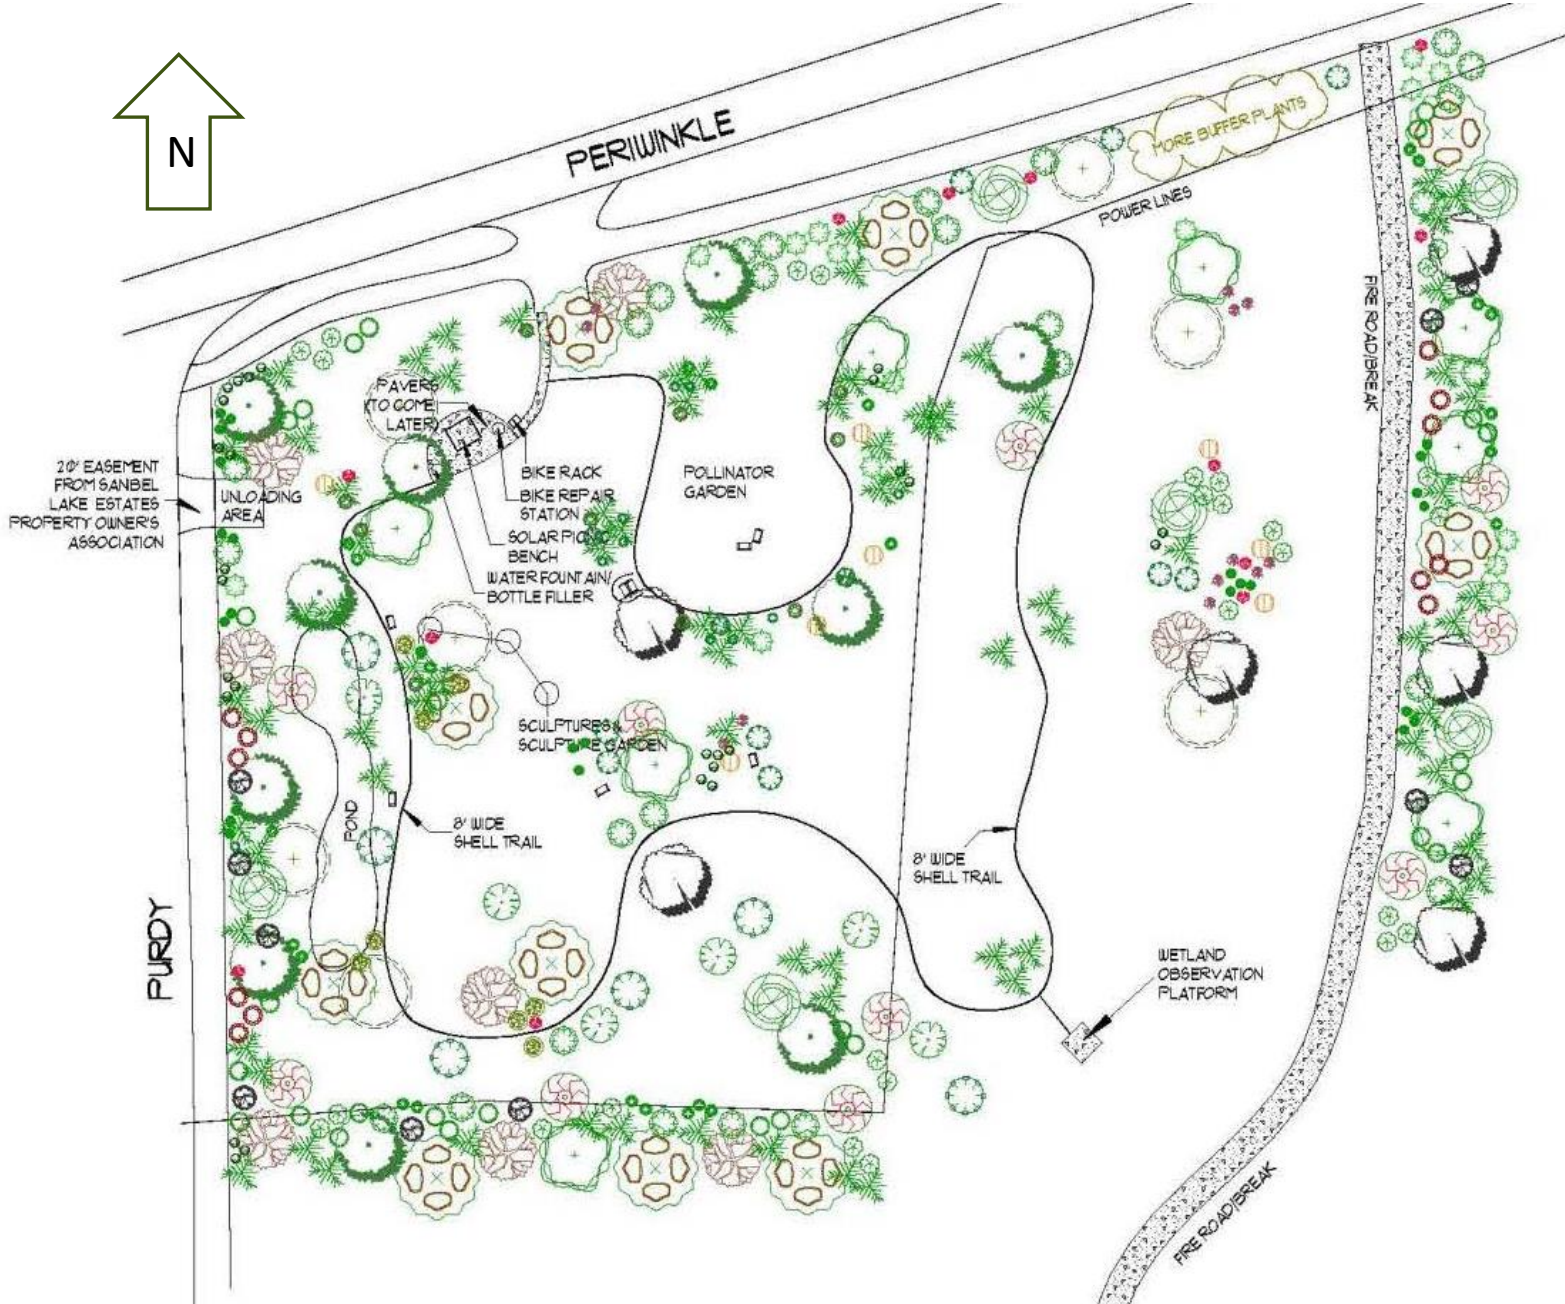 N
PERIWINKLE
MORE BUFFER PLANTS
POWER LINES
FIRE ROAD/BREAK
PAVERS
(TO COME
LATER)
20' EASEMENT
FROM SANBEL
LAKE ESTATES
PROPERTY OWNER'S
ASSOCIATION
UNLOADING
AREA
BIKE RACK
BIKE REPAIR
STATION
SOLAR PICNIC
BENCH
WATER FOUNTAIN/
BOTTLE FILLER
POLLINATOR
GARDEN
SCULPTURES &
SCULPTURE GARDEN
POND
8' WIDE
SHELL TRAIL
8' WIDE
SHELL TRAIL
PURDY
WETLAND
OBSERVATION
PLATFORM
FIRE ROAD/BREAK